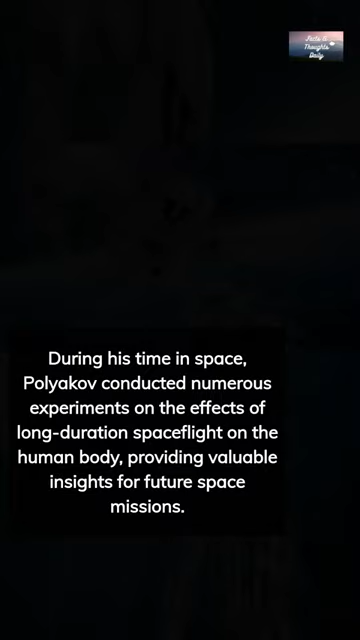 Facts &
Thoughts
Daily
During his time in space,
Polyakov conducted numerous
experiments on the effects of
long-duration spaceflight on the
human body, providing valuable
insights for future space
missions.